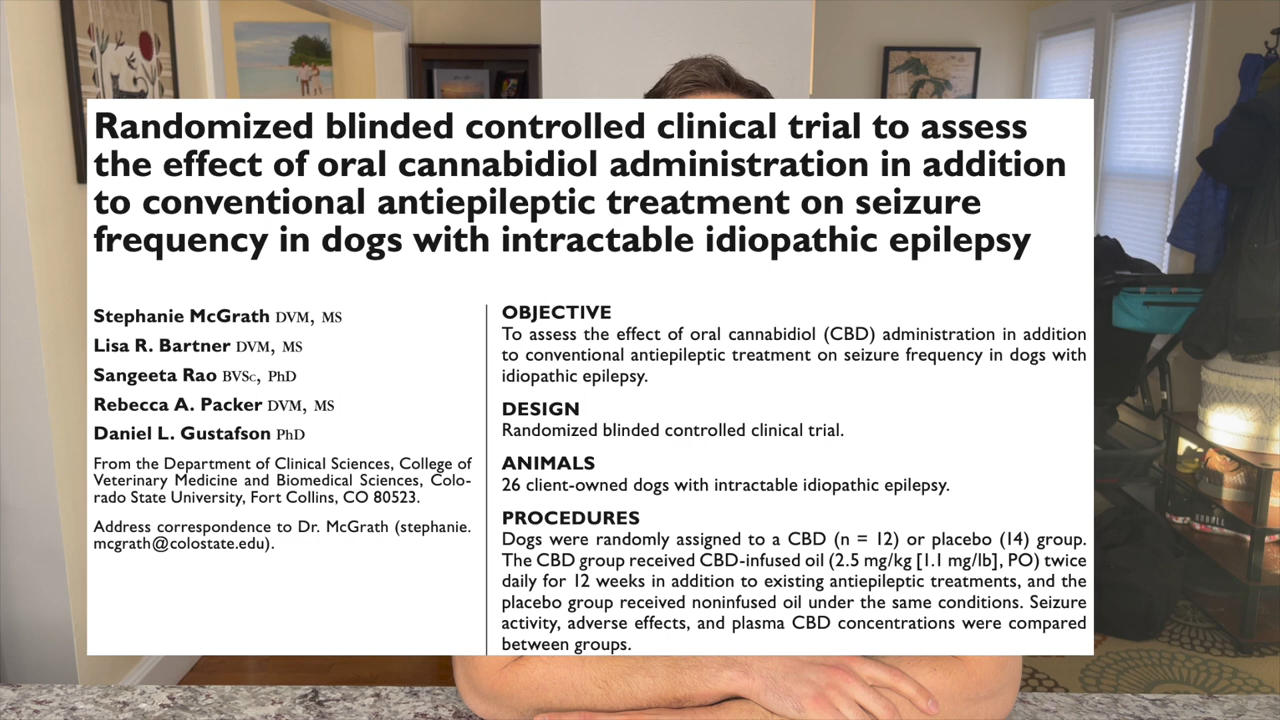 Randomized blinded controlled clinical trial to assess
the effect of oral cannabidiol administration in addition
to conventional antiepileptic treatment on seizure
frequency in dogs with intractable idiopathic epilepsy
Stephanie McGrath DVM, MS
Lisa R. Bartner DVM, MS
Sangeeta Rao BVSc, PhD
Rebecca A. Packer DVM, MS
Daniel L. Gustafson PhD
From the Department of Clinical Sciences, College of
Veterinary Medicine and Biomedical Sciences, Colo-
rado State University, Fort Collins, CO 80523.
Address correspondence to Dr. McGrath (stephanie.
mcgrath@colostate.edu).
OBJECTIVE
To assess the effect of oral cannabidiol (CBD) administration in addition
to conventional antiepileptic treatment on seizure frequency in dogs with
idiopathic epilepsy.
DESIGN
Randomized blinded controlled clinical trial.
ANIMALS
26 client-owned dogs with intractable idiopathic epilepsy.
PROCEDURES
Dogs were randomly assigned to a CBD (n = 12) or placebo (14) group.
The CBD group received CBD-infused oil (2.5 mg/kg [1.1 mg/lb], PO) twice
daily for 12 weeks in addition to existing antiepileptic treatments, and the
placebo group received noninfused oil under the same conditions. Seizure
activity, adverse effects, and plasma CBD concentrations were compared
between groups.